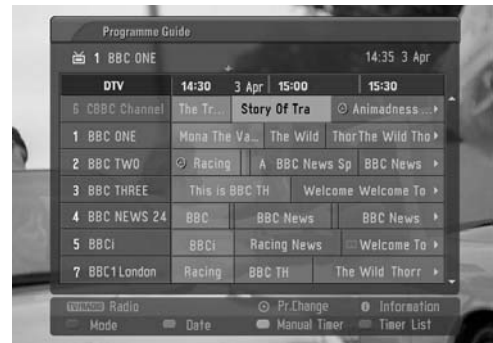 Programme Guide
1 BBC ONE 14:35 3 Apr
DTV 14:30 3 Apr 15:00 15:30
6 CBBC Channel The Tr... Story Of Tra Animadness ...
1 BBC ONE Mona The Va... The Wild ThorThe Wild Tho
2 BBC TWO Racing A BBC News Sp BBC News
3 BBC THREE This is BBC TH Welcome Welcome To
4 BBC NEWS 24 BBC BBC News BBC News
5 BBCi BBCi Racing News Welcome To
7 BBC1London Racing BBC TH The Wild Thorr
TV/RADIO Radio Pr.Change Information
Mode Date Manual Timer Timer List